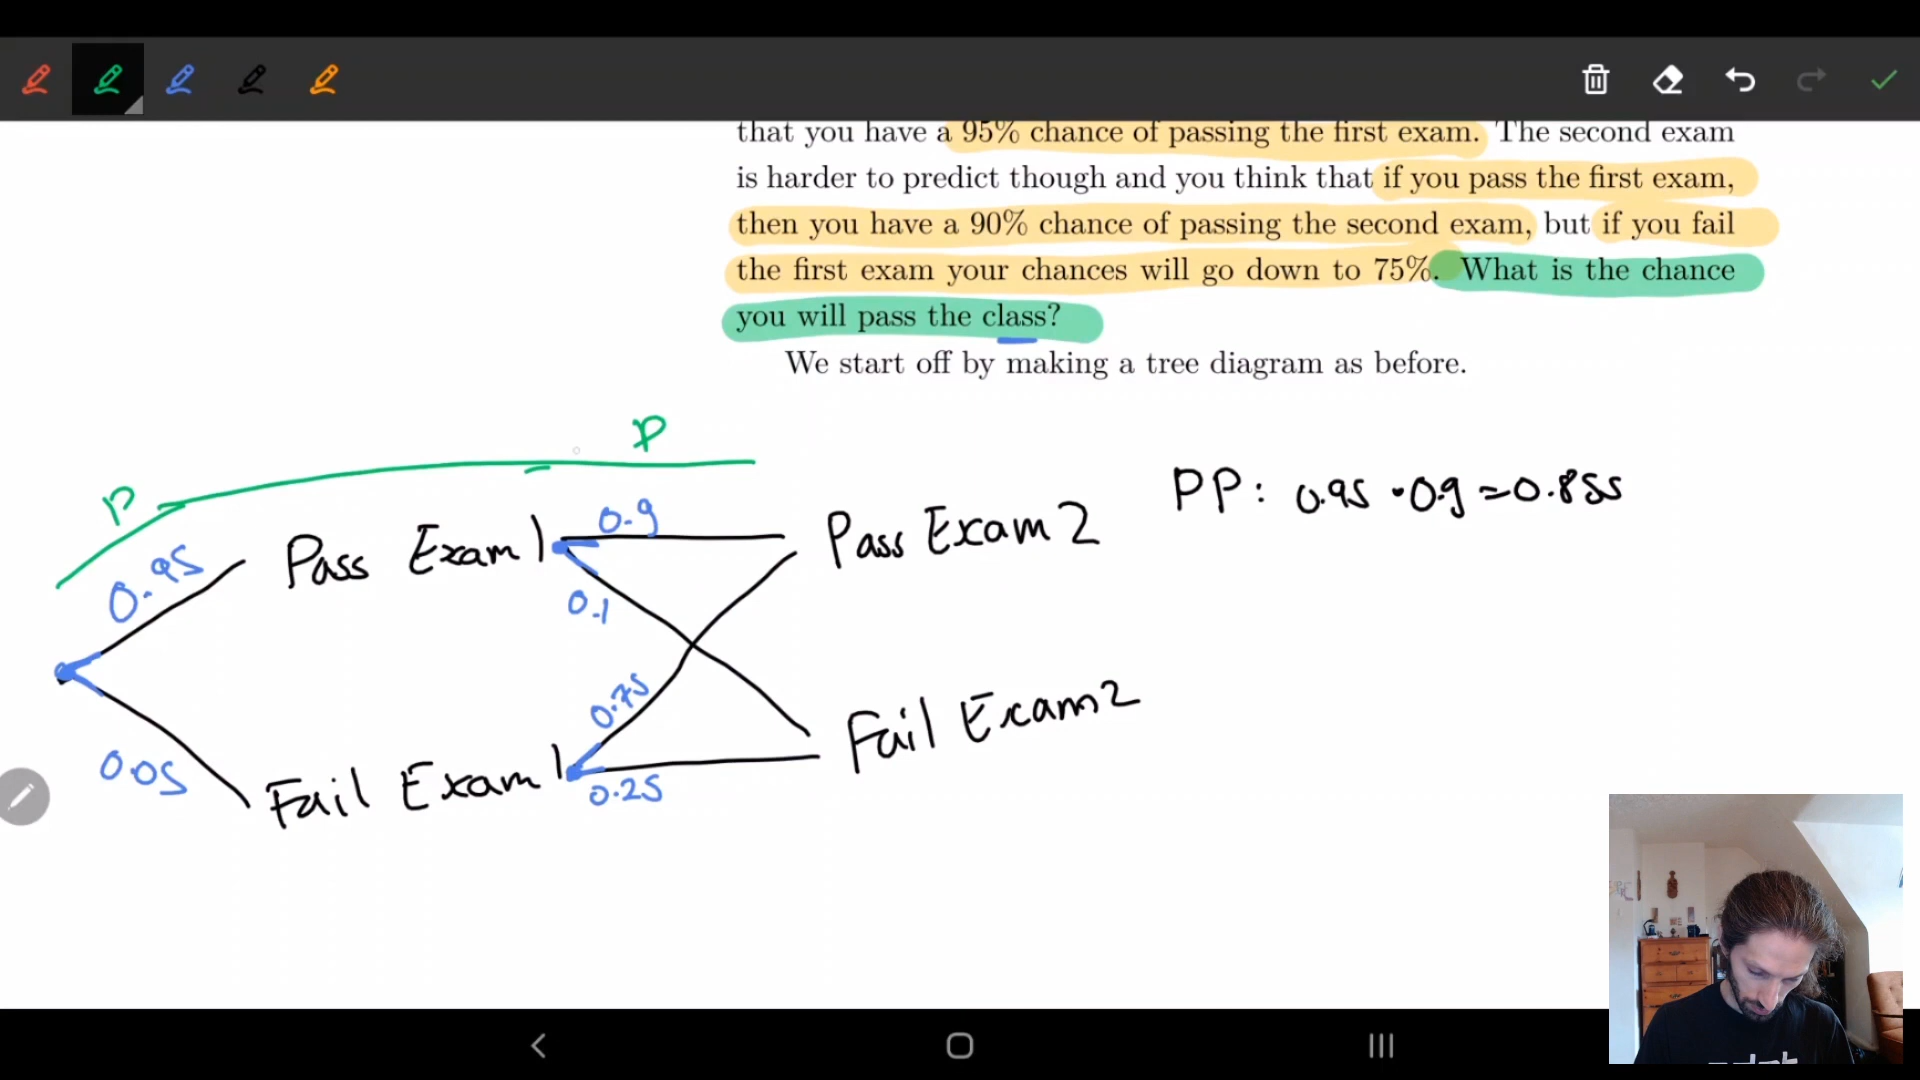 that you have a 95% chance of passing the first exam. The second exam
is harder to predict though and you think that if you pass the first exam,
then you have a 90% chance of passing the second exam, but if you fail
the first exam your chances will go down to 75%. What is the chance
you will pass the class?
We start off by making a tree diagram as before.
P
P
PP: 0.95 · 0.9 = 0.855
0.9
Pass Exam 1
Pass Exam 2
0.95
0.1
0.75
Fail Exam 2
0.05
Fail Exam 1
0.25